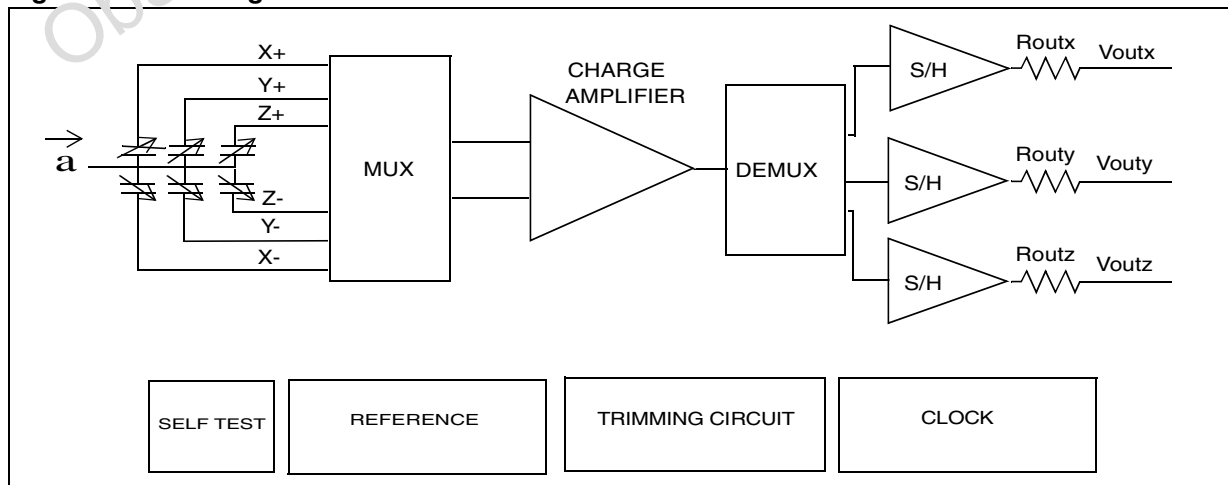 X+
Y+
Z+
a
Z-
Y-
X-
MUX
CHARGE
AMPLIFIER
DEMUX
S/H
Routx
Voutx
S/H
Routy
Vouty
S/H
Routz
Voutz
SELF TEST
REFERENCE
TRIMMING CIRCUIT
CLOCK